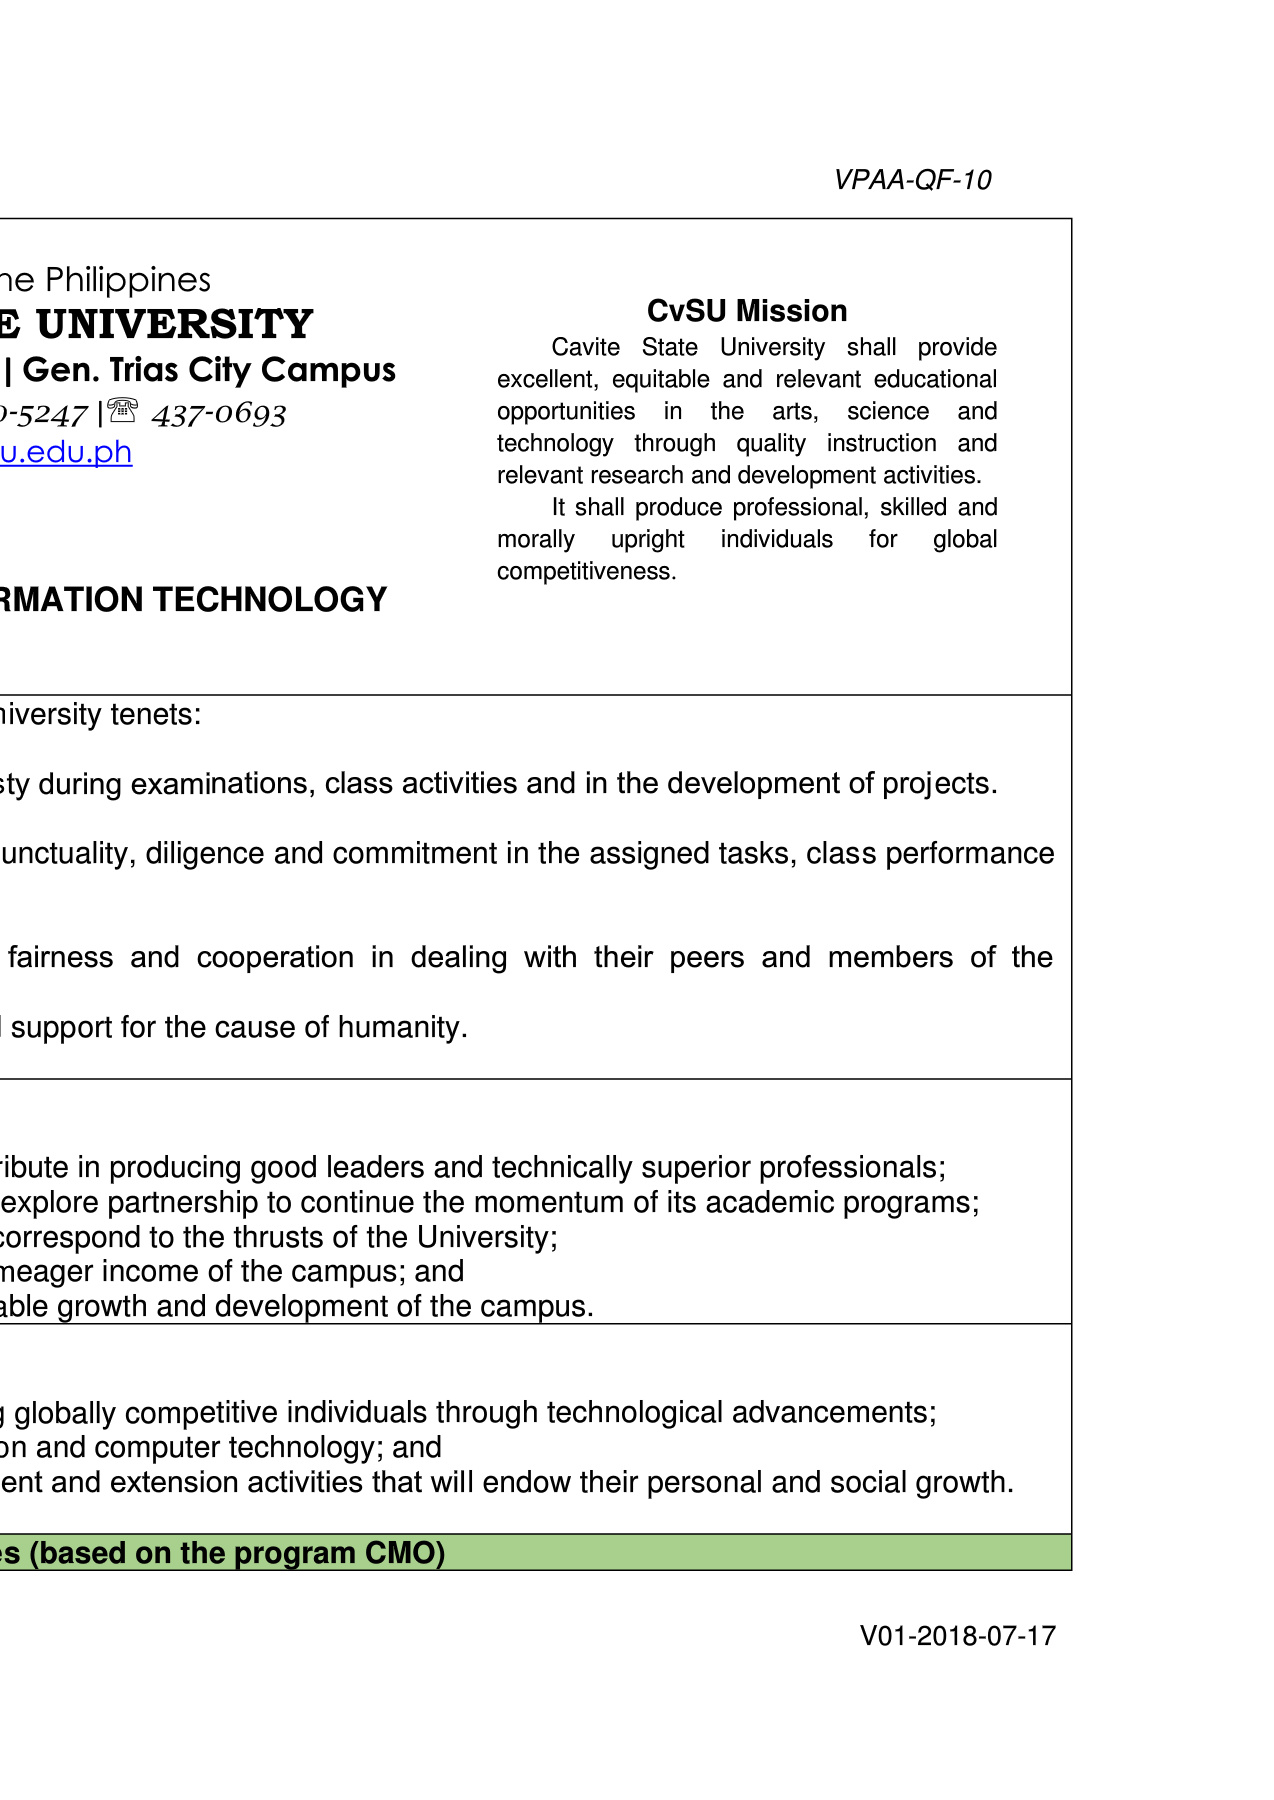 VPAA-QF-10
ne Philippines
E UNIVERSITY
| Gen. Trias City Campus
0-5247 |☏ 437-0693
u.edu.ph
RMATION TECHNOLOGY
CvSU Mission
Cavite State University shall provide
excellent, equitable and relevant educational
opportunities in the arts, science and
technology through quality instruction and
relevant research and development activities.
It shall produce professional, skilled and
morally upright individuals for global
competitiveness.
niversity tenets:
sty during examinations, class activities and in the development of projects.
unctuality, diligence and commitment in the assigned tasks, class performance
fairness and cooperation in dealing with their peers and members of the
support for the cause of humanity.
ribute in producing good leaders and technically superior professionals;
explore partnership to continue the momentum of its academic programs;
correspond to the thrusts of the University;
meager income of the campus; and
able growth and development of the campus.
g globally competitive individuals through technological advancements;
on and computer technology; and
ent and extension activities that will endow their personal and social growth.
es (based on the program CMO)
V01-2018-07-17